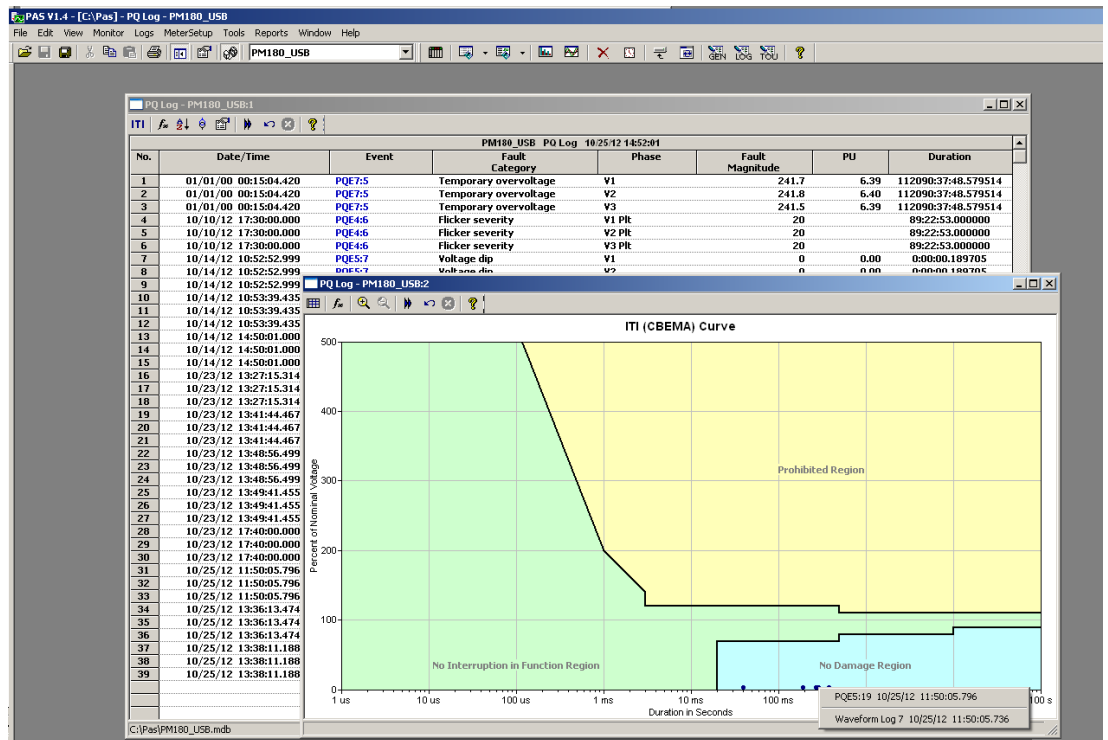 PAS V1.4 - [C:\Pas] - PQ Log - PM180_USB
File Edit View Monitor Logs MeterSetup Tools Reports Window Help
PM180_USB
GEN LOG TOU
PQ Log - PM180_USB:1
ITI
PM180_USB PQ Log 10/25/12 14:52:01
No. Date/Time Event Fault Category Phase Fault Magnitude PU Duration
1 01/01/00 00:15:04.420 PQE7:5 Temporary overvoltage V1 241.7 6.39 112090:37:48.579514
2 01/01/00 00:15:04.420 PQE7:5 Temporary overvoltage V2 241.8 6.40 112090:37:48.579514
3 01/01/00 00:15:04.420 PQE7:5 Temporary overvoltage V3 241.5 6.39 112090:37:48.579514
4 10/10/12 17:30:00.000 PQE4:6 Flicker severity V1 Plt 20 89:22:53.000000
5 10/10/12 17:30:00.000 PQE4:6 Flicker severity V2 Plt 20 89:22:53.000000
6 10/10/12 17:30:00.000 PQE4:6 Flicker severity V3 Plt 20 89:22:53.000000
7 10/14/12 10:52:52.999 PQE5:7 Voltage dip V1 0 0.00 0:00:00.189705
8 10/14/12 10:52:52.999 PQE5:7 Voltage dip V2 0 0.00 0:00:00.189705
9 10/14/12 10:52:52.999
10 10/14/12 10:53:39.435
11 10/14/12 10:53:39.435
12 10/14/12 10:53:39.435
13 10/14/12 14:50:01.000
14 10/14/12 14:50:01.000
15 10/14/12 14:50:01.000
16 10/23/12 13:27:15.314
17 10/23/12 13:27:15.314
18 10/23/12 13:27:15.314
19 10/23/12 13:41:44.467
20 10/23/12 13:41:44.467
21 10/23/12 13:41:44.467
22 10/23/12 13:48:56.499
23 10/23/12 13:48:56.499
24 10/23/12 13:48:56.499
25 10/23/12 13:49:41.455
26 10/23/12 13:49:41.455
27 10/23/12 13:49:41.455
28 10/23/12 17:40:00.000
29 10/23/12 17:40:00.000
30 10/23/12 17:40:00.000
31 10/25/12 11:50:05.796
32 10/25/12 11:50:05.796
33 10/25/12 11:50:05.796
34 10/25/12 13:36:13.474
35 10/25/12 13:36:13.474
36 10/25/12 13:36:13.474
37 10/25/12 13:38:11.188
38 10/25/12 13:38:11.188
39 10/25/12 13:38:11.188
C:\Pas\PM180_USB.mdb
PQ Log - PM180_USB:2
ITI (CBEMA) Curve
Percent of Nominal Voltage
500
400
300
200
100
0
Prohibited Region
No Interruption in Function Region
No Damage Region
1 us 10 us 100 us 1 ms 10 ms 100 ms 100 s
Duration in Seconds
PQE5:19 10/25/12 11:50:05.796
Waveform Log 7 10/25/12 11:50:05.736